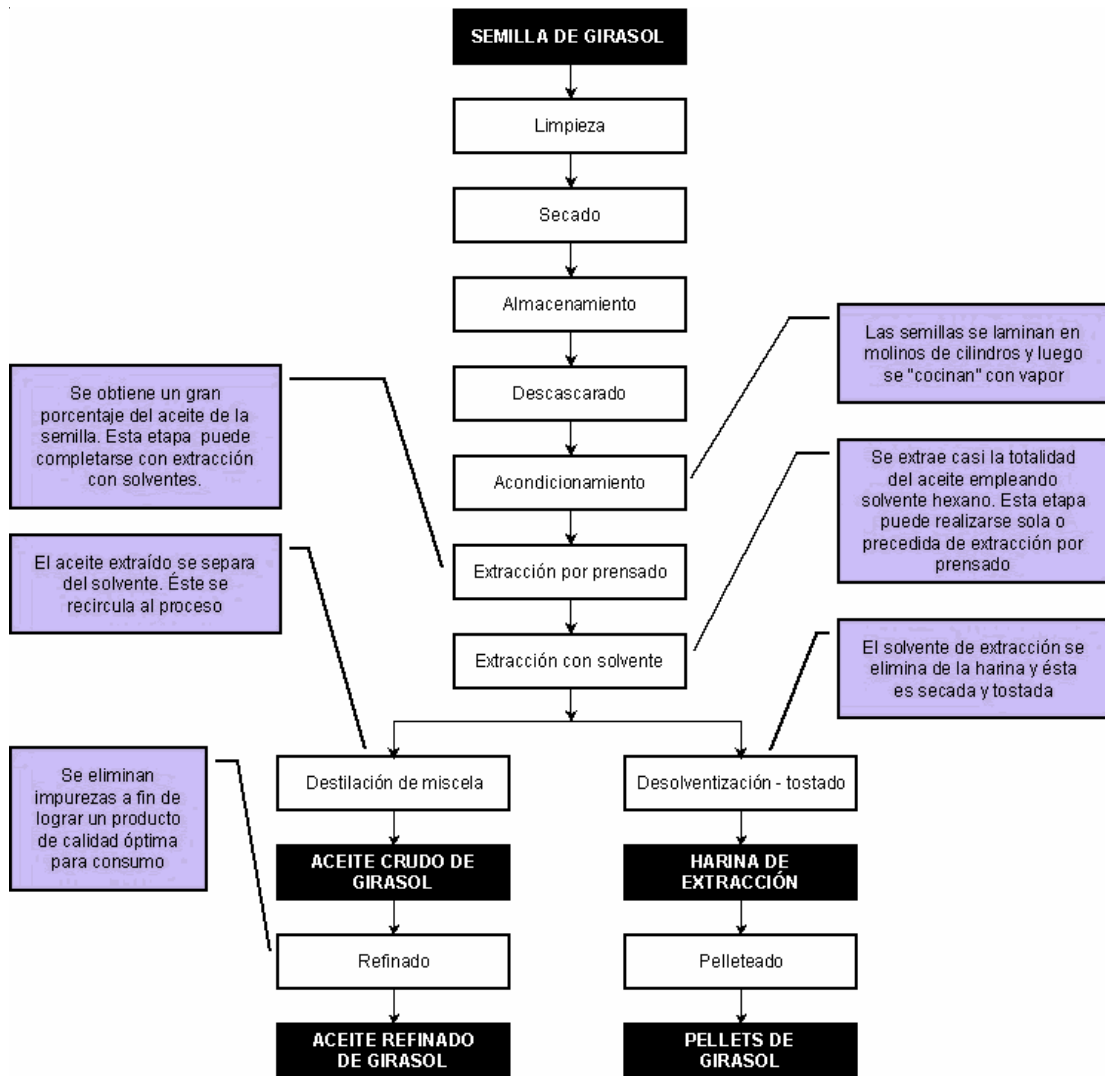 SEMILLA DE GIRASOL
Limpieza
Secado
Almacenamiento
Las semillas se laminan en
molinos de cilindros y luego
se "cocinan" con vapor
Descascarado
Se obtiene un gran
porcentaje del aceite de la
semilla. Esta etapa puede
completarse con extracción
con solventes.
Acondicionamiento
Se extrae casi la totalidad
del aceite empleando
solvente hexano. Esta etapa
puede realizarse sola o
precedida de extracción por
prensado
Extracción por prensado
El aceite extraído se separa
del solvente. Éste se
recircula al proceso
Extracción con solvente
El solvente de extracción se
elimina de la harina y ésta
es secada y tostada
Destilación de miscela
Desolventización - tostado
Se eliminan
impurezas a fin de
lograr un producto
de calidad óptima
para consumo
ACEITE CRUDO DE
GIRASOL
HARINA DE
EXTRACCIÓN
Refinado
Pelleteado
ACEITE REFINADO
DE GIRASOL
PELLETS DE
GIRASOL